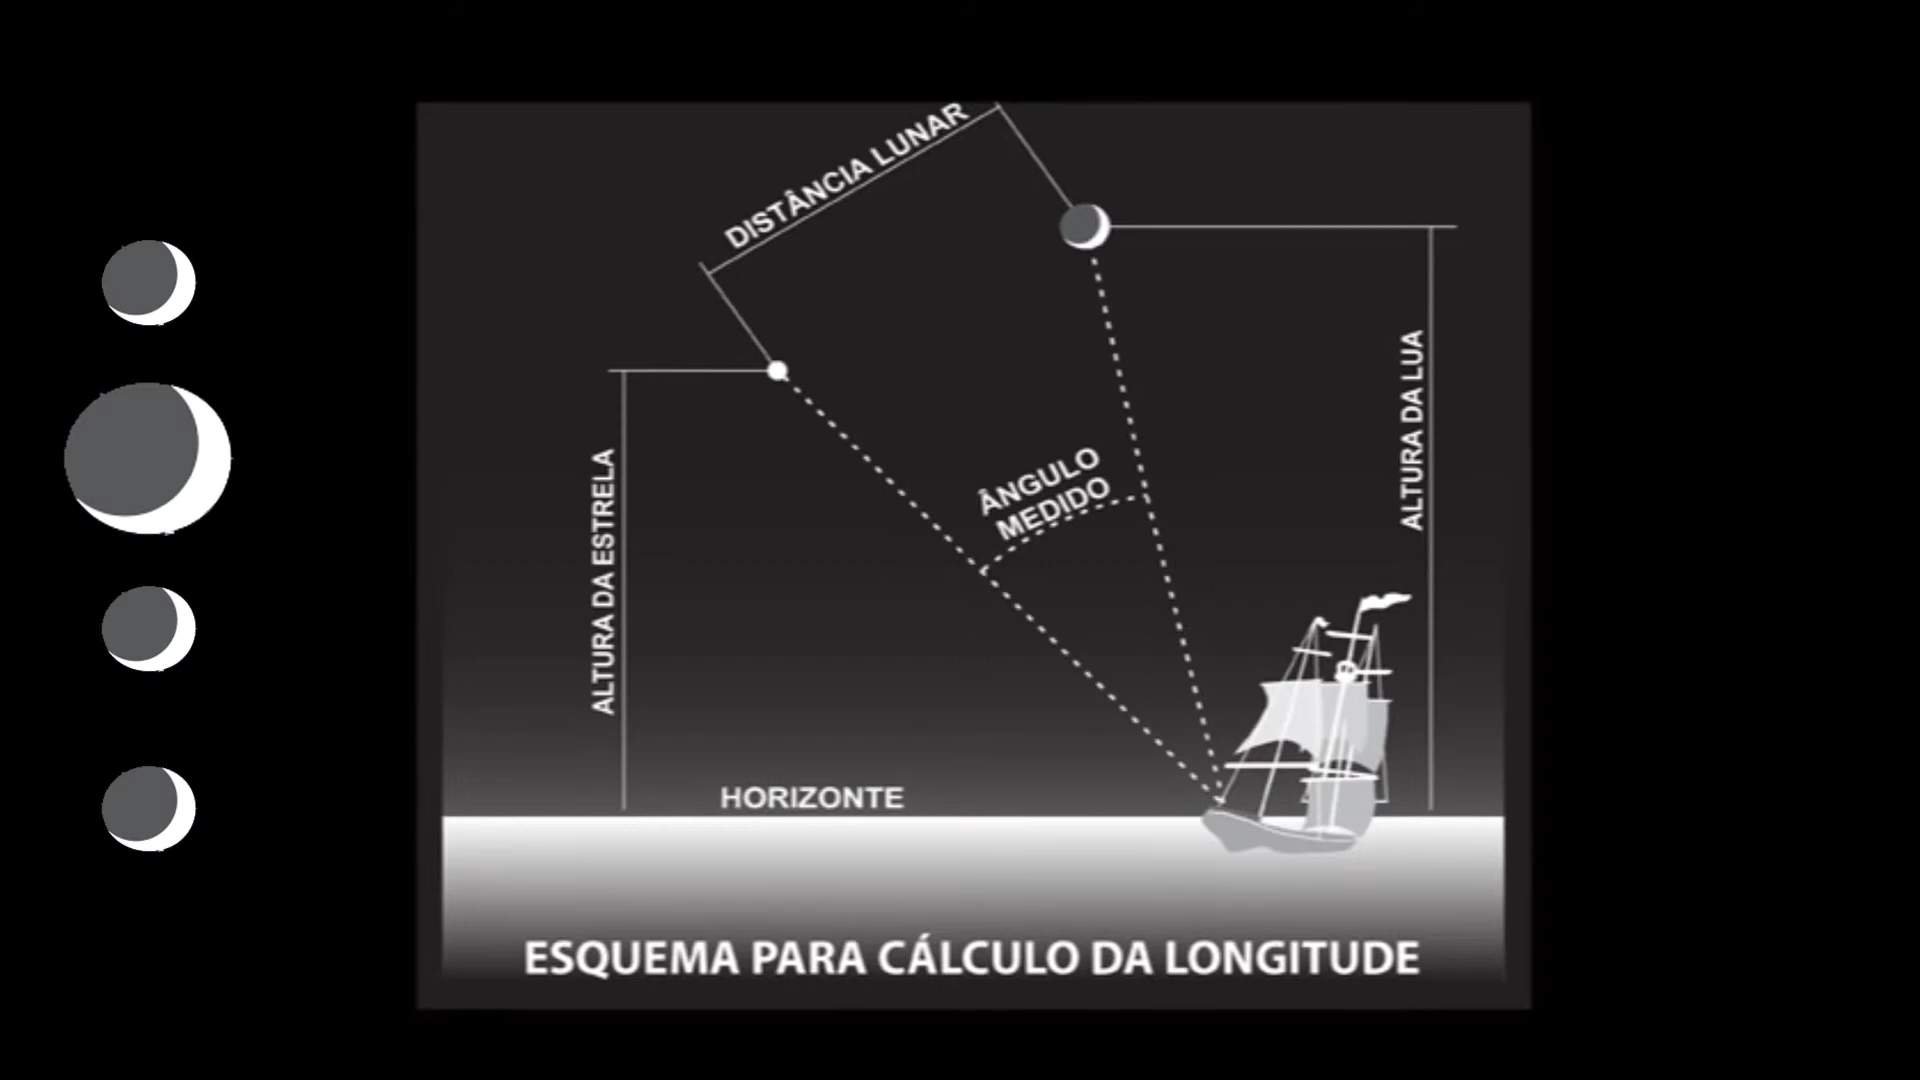 DISTÂNCIA LUNAR
ALTURA DA ESTRELA
ÂNGULO
MEDIDO
ALTURA DA LUA
HORIZONTE
ESQUEMA PARA CÁLCULO DA LONGITUDE